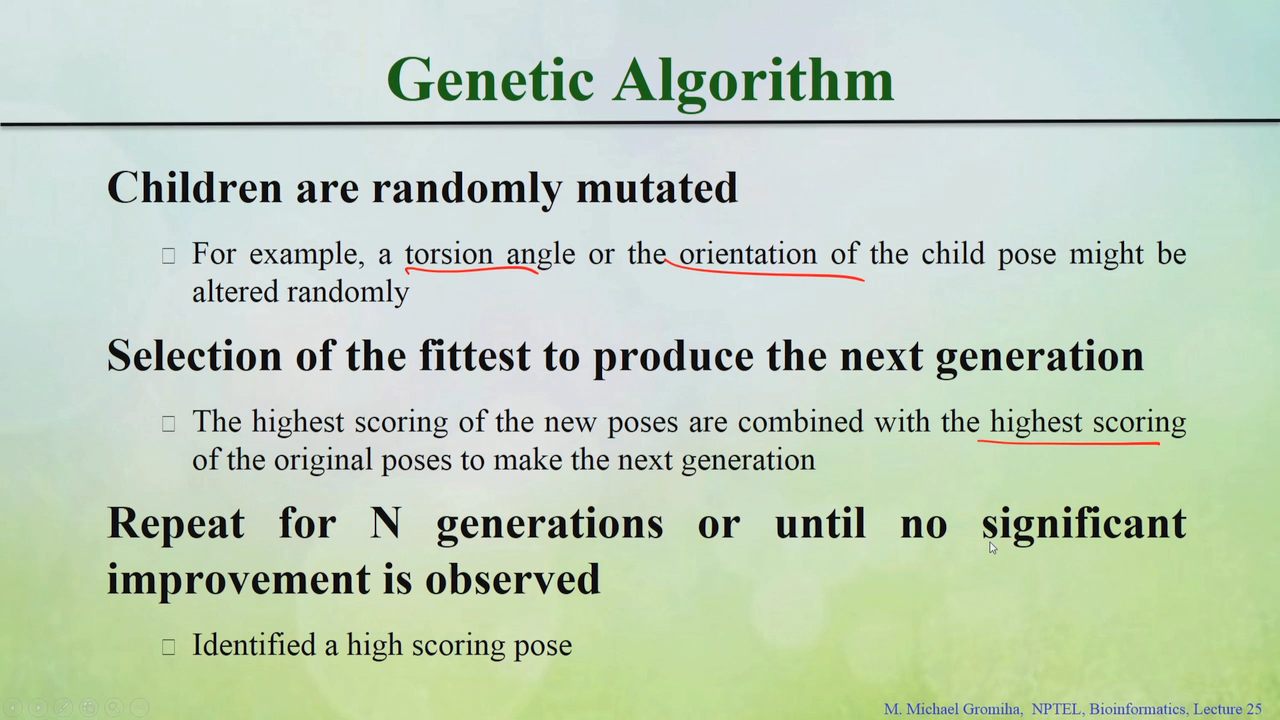 Genetic Algorithm
Children are randomly mutated
For example, a torsion angle or the orientation of the child pose might be
altered randomly
Selection of the fittest to produce the next generation
The highest scoring of the new poses are combined with the highest scoring
of the original poses to make the next generation
Repeat for N generations or until no significant
improvement is observed
Identified a high scoring pose
M. Michael Gromiha, NPTEL, Bioinformatics, Lecture 25